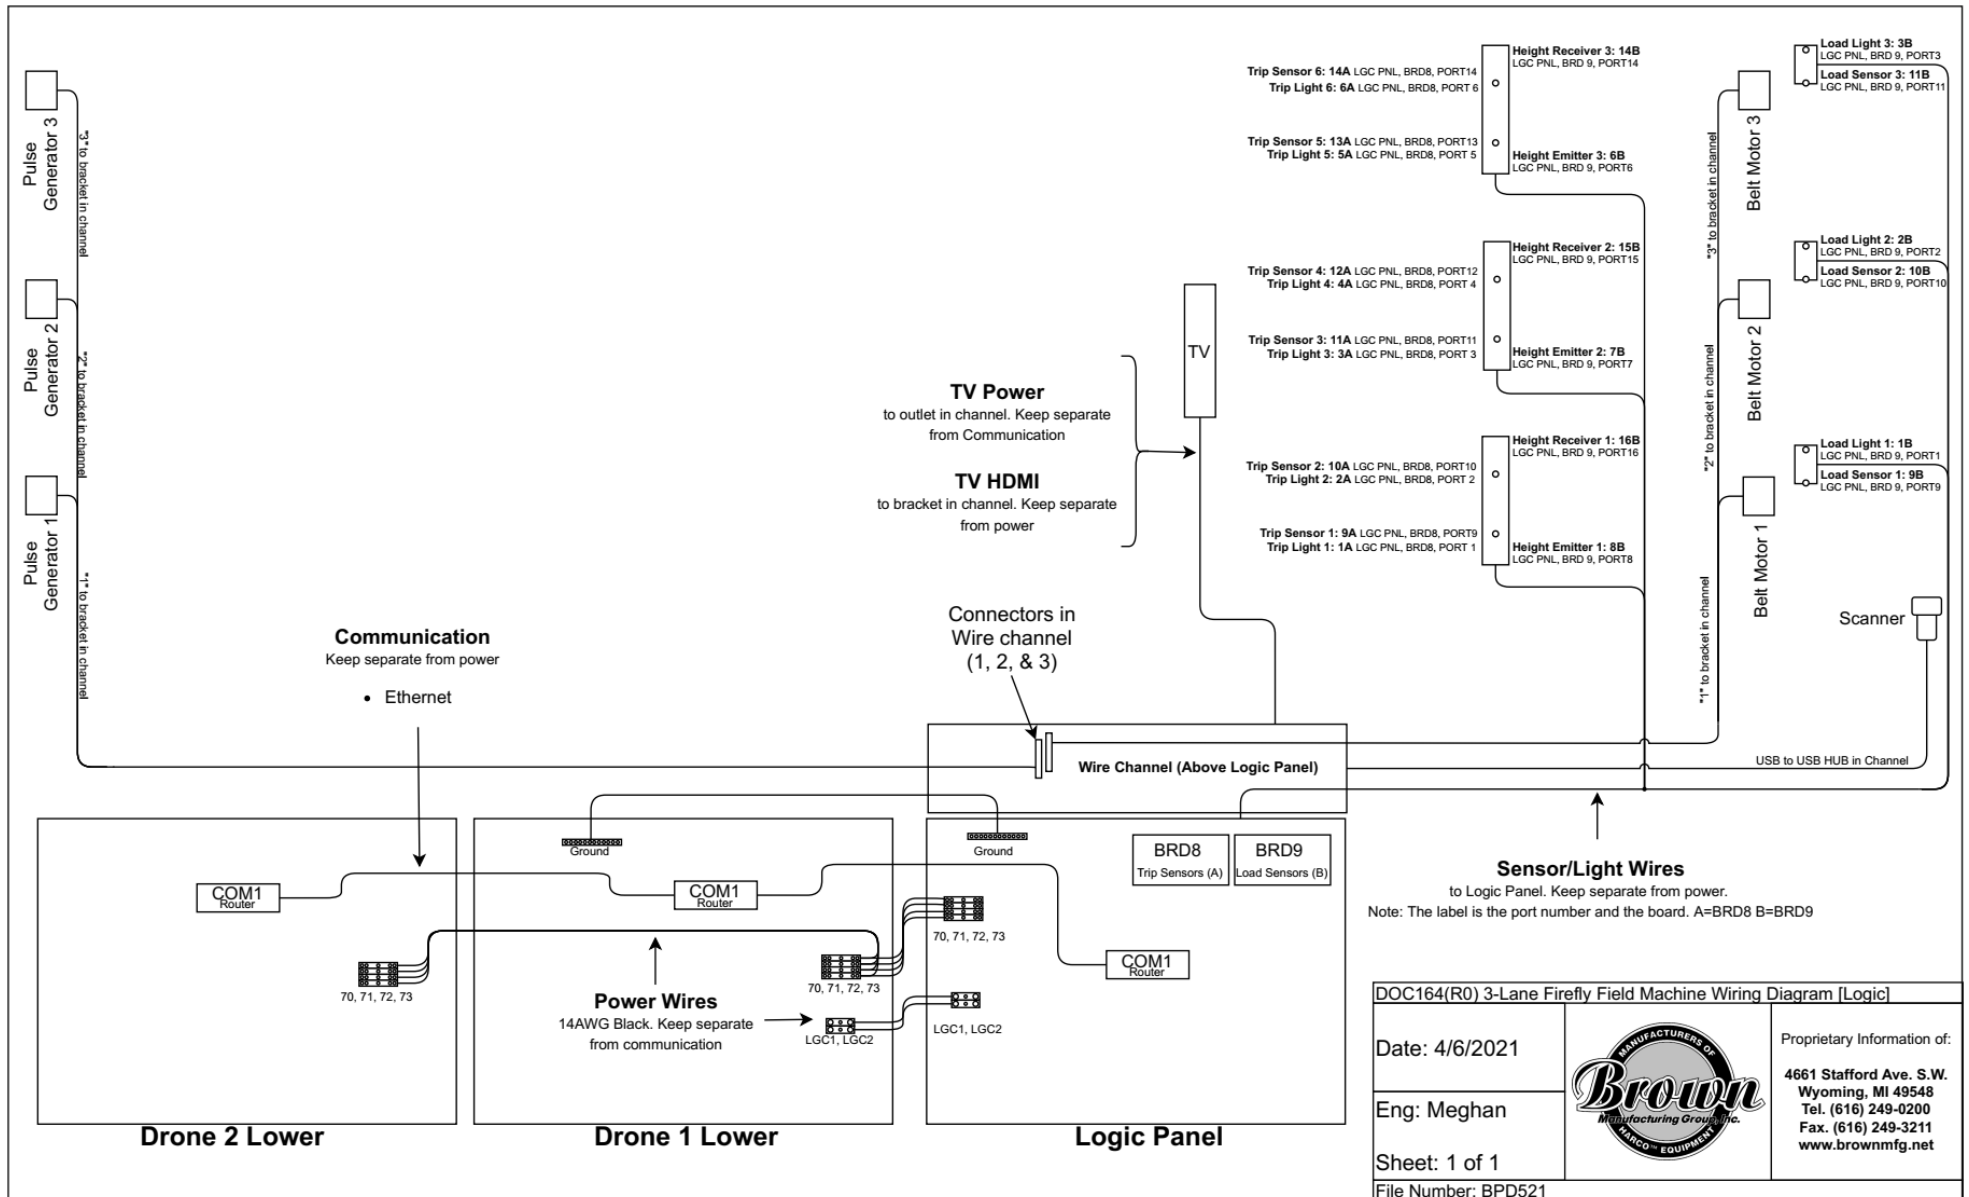 Pulse
Generator 3
"3" to bracket in channel
Pulse
Generator 2
"2" to bracket in channel
Pulse
Generator 1
"1" to bracket in channel
Communication
Keep separate from power
• Ethernet
TV Power
to outlet in channel. Keep separate
from Communication
TV HDMI
to bracket in channel. Keep separate
from power
TV
Connectors in
Wire channel
(1, 2, & 3)
Trip Sensor 6: 14A LGC PNL, BRD8, PORT14
Trip Light 6: 6A LGC PNL, BRD8, PORT 6
Trip Sensor 5: 13A LGC PNL, BRD8, PORT13
Trip Light 5: 5A LGC PNL, BRD8, PORT 5
Height Receiver 3: 14B
LGC PNL, BRD 9, PORT14
Height Emitter 3: 6B
LGC PNL, BRD 9, PORT6
Trip Sensor 4: 12A LGC PNL, BRD8, PORT12
Trip Light 4: 4A LGC PNL, BRD8, PORT 4
Trip Sensor 3: 11A LGC PNL, BRD8, PORT11
Trip Light 3: 3A LGC PNL, BRD8, PORT 3
Height Receiver 2: 15B
LGC PNL, BRD 9, PORT15
Height Emitter 2: 7B
LGC PNL, BRD 9, PORT7
Trip Sensor 2: 10A LGC PNL, BRD8, PORT10
Trip Light 2: 2A LGC PNL, BRD8, PORT 2
Trip Sensor 1: 9A LGC PNL, BRD8, PORT9
Trip Light 1: 1A LGC PNL, BRD8, PORT 1
Height Receiver 1: 16B
LGC PNL, BRD 9, PORT16
Height Emitter 1: 8B
LGC PNL, BRD 9, PORT8
"3" to bracket in channel
Belt Motor 3
"2" to bracket in channel
Belt Motor 2
"1" to bracket in channel
Belt Motor 1
Load Light 3: 3B
LGC PNL, BRD 9, PORT3
Load Sensor 3: 11B
LGC PNL, BRD 9, PORT11
Load Light 2: 2B
LGC PNL, BRD 9, PORT2
Load Sensor 2: 10B
LGC PNL, BRD 9, PORT10
Load Light 1: 1B
LGC PNL, BRD 9, PORT1
Load Sensor 1: 9B
LGC PNL, BRD 9, PORT9
Scanner
USB to USB HUB in Channel
Wire Channel (Above Logic Panel)
Sensor/Light Wires
to Logic Panel. Keep separate from power.
Note: The label is the port number and the board. A=BRD8 B=BRD9
COM1
Router
70, 71, 72, 73
Drone 2 Lower
Power Wires
14AWG Black. Keep separate
from communication
Ground
COM1
Router
70, 71, 72, 73
LGC1, LGC2
Drone 1 Lower
Ground
BRD8
Trip Sensors (A)
BRD9
Load Sensors (B)
70, 71, 72, 73
COM1
Router
LGC1, LGC2
Logic Panel
DOC164(R0) 3-Lane Firefly Field Machine Wiring Diagram [Logic]
Date: 4/6/2021
Eng: Meghan
Sheet: 1 of 1
File Number: BPD521
MANUFACTURERS OF
Brown
Manufacturing Group, Inc.
HARCO™ EQUIPMENT
Proprietary Information of:
4661 Stafford Ave. S.W.
Wyoming, MI 49548
Tel. (616) 249-0200
Fax. (616) 249-3211
www.brownmfg.net